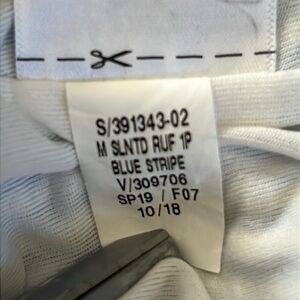 S/391343-02
M SLNTD RUF 1P
BLUE STRIPE
V/309706
SP19 / F07
10/18